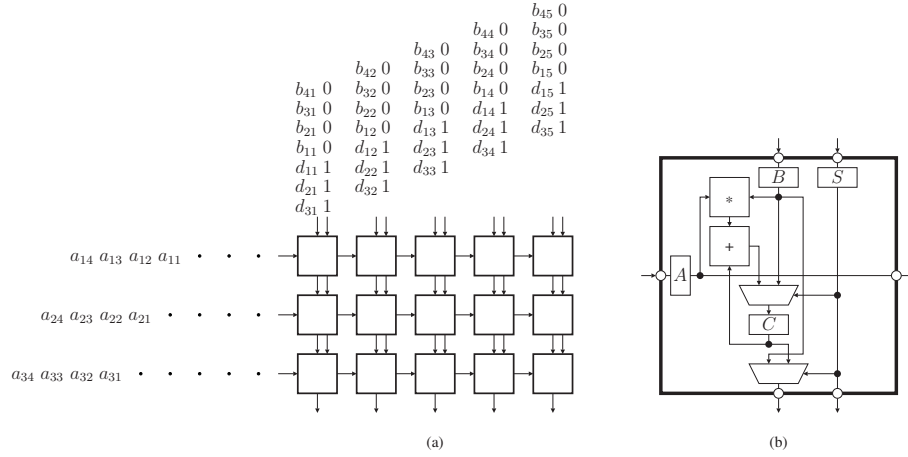 b₄₅ 0
b₄₄ 0 b₃₅ 0
b₄₃ 0 b₃₄ 0 b₂₅ 0
b₄₂ 0 b₃₃ 0 b₂₄ 0 b₁₅ 0
b₄₁ 0 b₃₂ 0 b₂₃ 0 b₁₄ 0 d₁₅ 1
b₃₁ 0 b₂₂ 0 b₁₃ 0 d₁₄ 1 d₂₅ 1
b₂₁ 0 b₁₂ 0 d₁₃ 1 d₂₄ 1 d₃₅ 1
b₁₁ 0 d₁₂ 1 d₂₃ 1 d₃₄ 1
d₁₁ 1 d₂₂ 1 d₃₃ 1
d₂₁ 1 d₃₂ 1
d₃₁ 1
a₁₄ a₁₃ a₁₂ a₁₁ · · · ·
a₂₄ a₂₃ a₂₂ a₂₁ · · · ·
a₃₄ a₃₃ a₃₂ a₃₁ · · · ·
(a)
B S
*
+
A
C
(b)